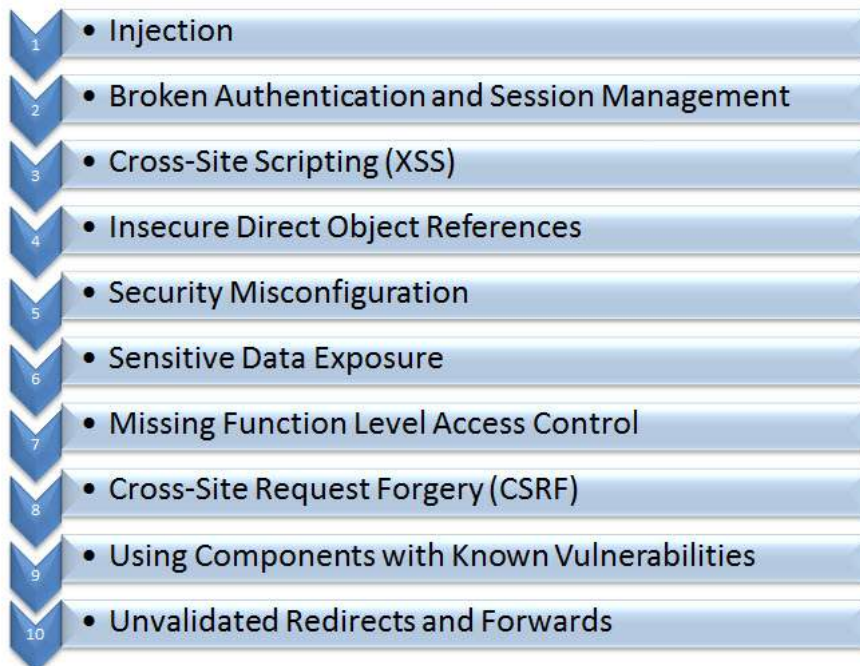 1 • Injection
2 • Broken Authentication and Session Management
3 • Cross-Site Scripting (XSS)
4 • Insecure Direct Object References
5 • Security Misconfiguration
6 • Sensitive Data Exposure
7 • Missing Function Level Access Control
8 • Cross-Site Request Forgery (CSRF)
9 • Using Components with Known Vulnerabilities
10 • Unvalidated Redirects and Forwards